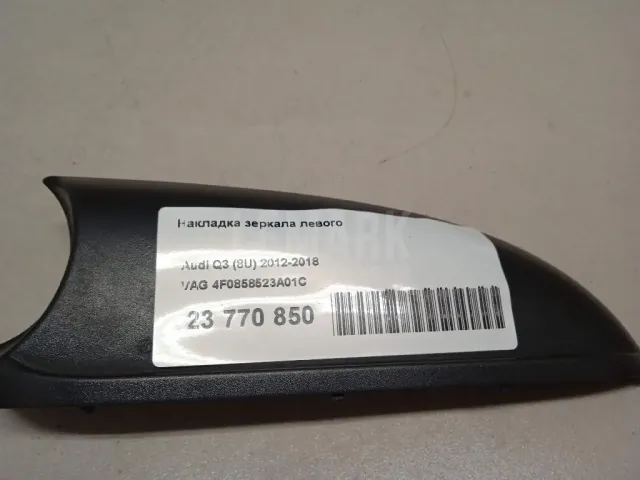 Накладка зеркала левого
Audi Q3 (8U) 2012-2018
VAG 4F0858523A01C
23 770 850